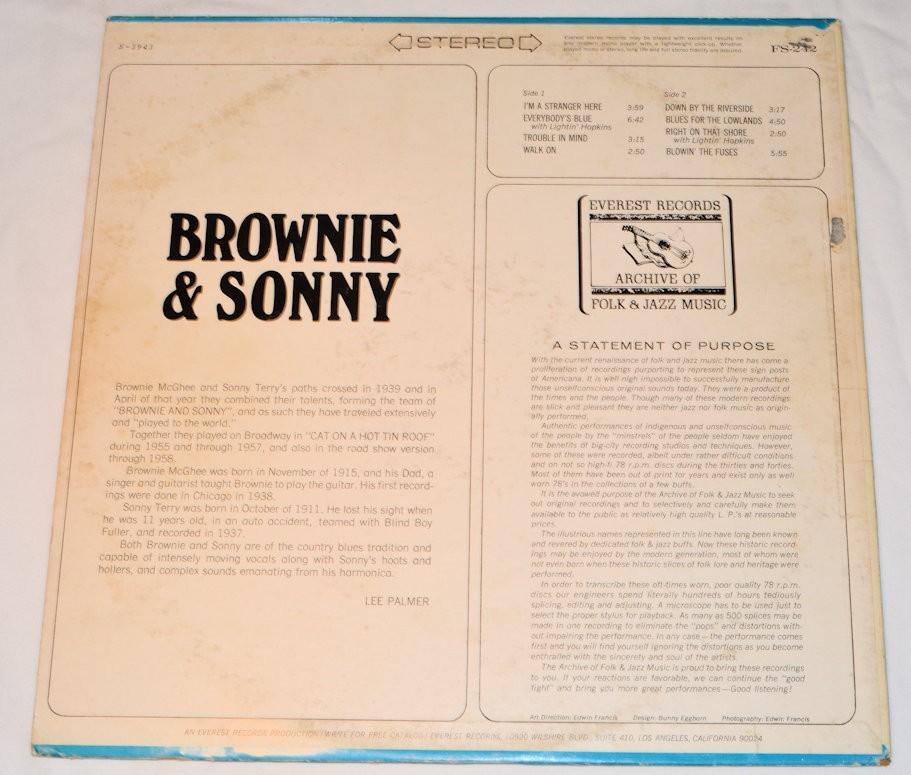 S-3943
STEREO
Everest stereo records may be played with excellent results on
any modern mono player with a lightweight pick-up. Whether
played mono or stereo, long life and full stereo fidelity are assured.
FS-242
Side 1
I'M A STRANGER HERE 3:59
EVERYBODY'S BLUE 6:42
with Lightin' Hopkins
TROUBLE IN MIND 3:15
WALK ON 2:50
Side 2
DOWN BY THE RIVERSIDE 3:17
BLUES FOR THE LOWLANDS 4:50
RIGHT ON THAT SHORE 2:50
with Lightin' Hopkins
BLOWIN' THE FUSES 5:55
BROWNIE
& SONNY
Brownie McGhee and Sonny Terry's paths crossed in 1939 and in
April of that year they combined their talents, forming the team of
"BROWNIE AND SONNY", and as such they have traveled extensively
and "played to the world."
Together they played on Broadway in "CAT ON A HOT TIN ROOF"
during 1955 and through 1957, and also in the road show version
through 1958.
Brownie McGhee was born in November of 1915, and his Dad, a
singer and guitarist taught Brownie to play the guitar. His first record-
ings were done in Chicago in 1938.
Sonny Terry was born in October of 1911. He lost his sight when
he was 11 years old, in an auto accident, teamed with Blind Boy
Fuller, and recorded in 1937.
Both Brownie and Sonny are of the country blues tradition and
capable of intensely moving vocals along with Sonny's hoots and
hollers, and complex sounds emanating from his harmonica.
LEE PALMER
EVEREST RECORDS
ARCHIVE OF
FOLK & JAZZ MUSIC
A STATEMENT OF PURPOSE
With the current renaissance of folk and jazz music there has come a
proliferation of recordings purporting to represent these sign posts
of Americana. It is well nigh impossible to successfully manufacture
those unselfconscious original sounds today. They were a product of
the times and the people. Though many of these modern recordings
are slick and pleasant they are neither jazz nor folk music as origin-
ally performed.
Authentic performances of indigenous and unselfconscious music
of the people by the "minstrels" of the people seldom have enjoyed
the benefits of big-city recording studios and techniques. However,
some of these were recorded, albeit under rather difficult conditions
and on not so high-fi 78 r.p.m. discs during the thirties and forties.
Most of them have been out of print for years and exist only as well
worn 78's in the collections of a few buffs.
It is the avowed purpose of the Archive of Folk & Jazz Music to seek
out original recordings and to selectively and carefully make them
available to the public as relatively high quality L. P.'s at reasonable
prices.
The illustrious names represented in this line have long been known
and revered by dedicated folk & jazz buffs. Now these historic record-
ings may be enjoyed by the modern generation, most of whom were
not even born when these historic slices of folk lore and heritage were
performed.
In order to transcribe these oft-times worn, poor quality 78 r.p.m.
discs our engineers spend literally hundreds of hours tediously
splicing, editing and adjusting. A microscope has to be used just to
select the proper stylus for playback. As many as 500 splices may be
made in one recording to eliminate the "pops" and distortions with-
out impairing the performance. In any case—the performance comes
first and you will find yourself ignoring the distortions as you become
enthralled with the sincerety and soul of the artists.
The Archive of Folk & Jazz Music is proud to bring these recordings
to you. If your reactions are favorable, we can continue the "good
fight" and bring you more great performances—Good listening!
Art Direction: Edwin Francis Design: Bunny Eggborn Photography: Edwin Francis
AN EVEREST RECORDS PRODUCTION / WRITE FOR FREE CATALOG / EVEREST RECORDS, 10920 WILSHIRE BLVD. SUITE 410, LOS ANGELES, CALIFORNIA 90024